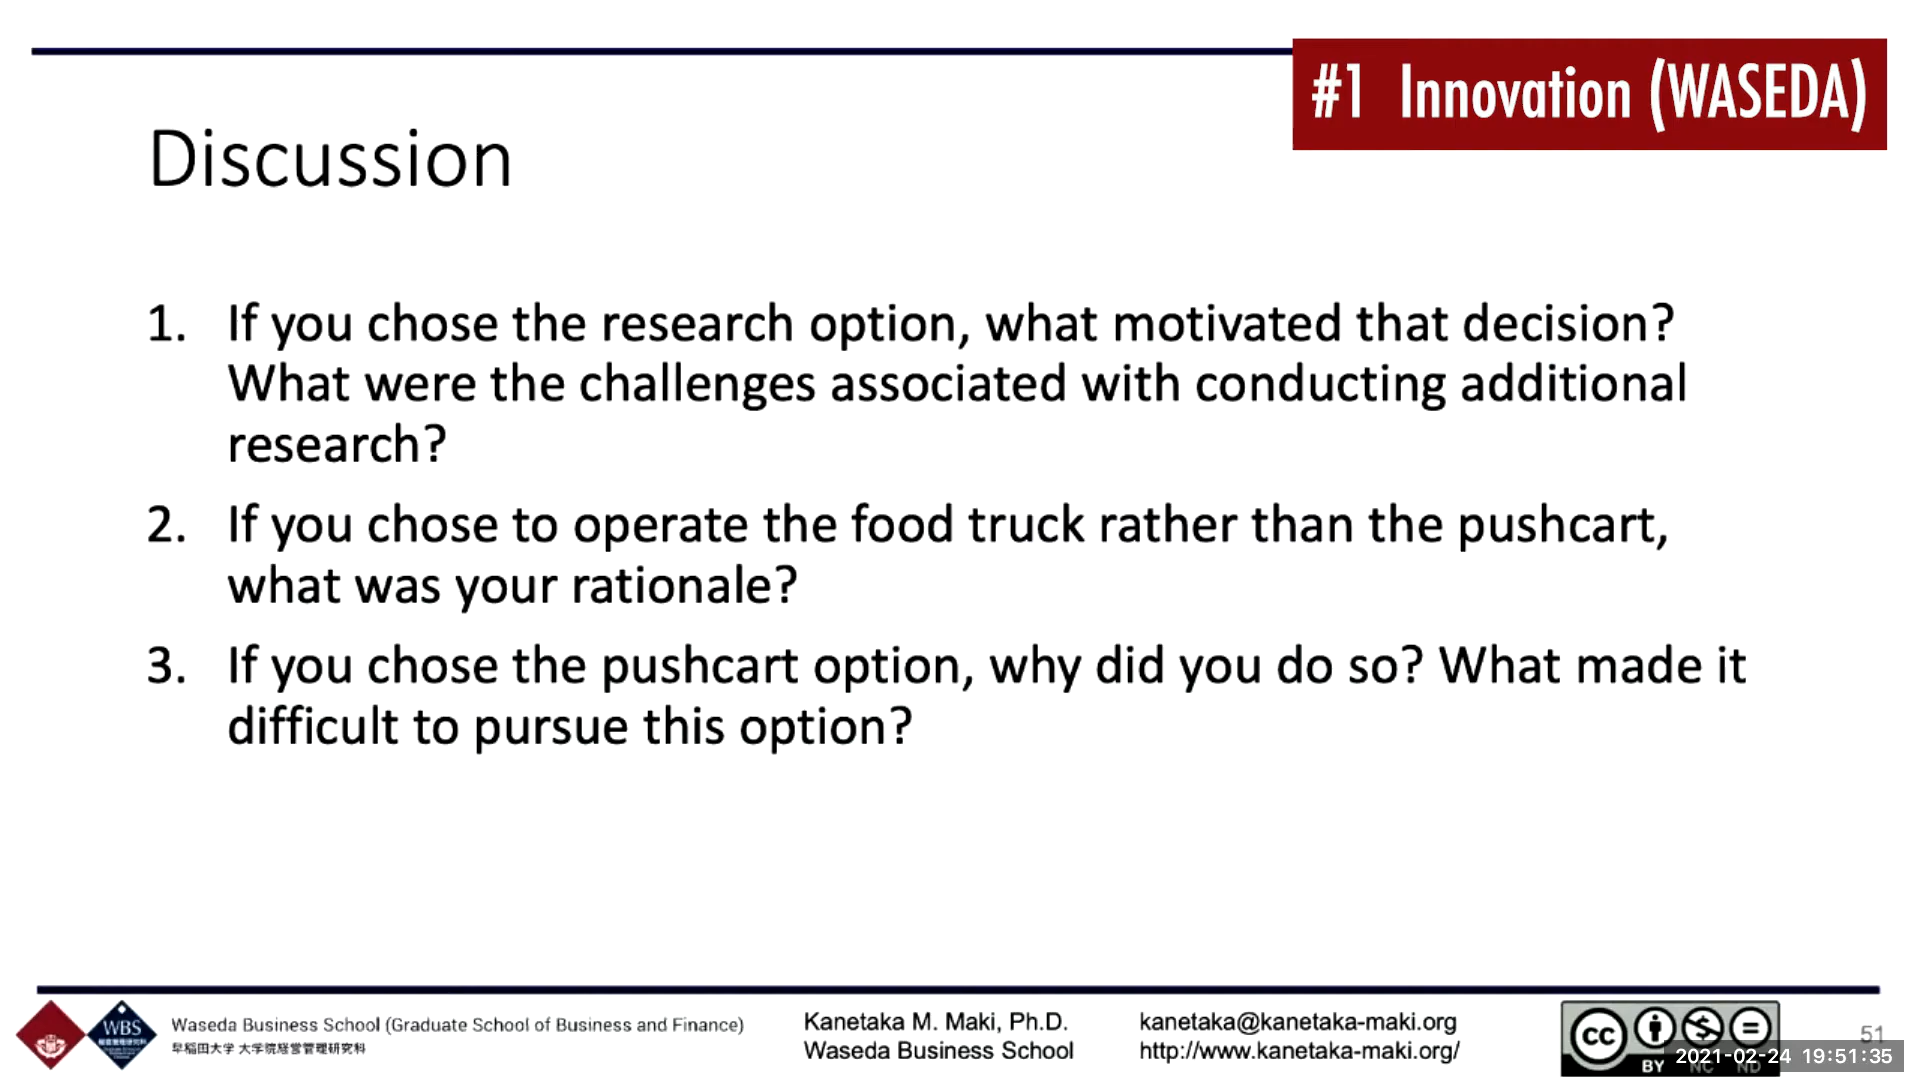 #1 Innovation (WASEDA)
Discussion
1. If you chose the research option, what motivated that decision?
What were the challenges associated with conducting additional
research?
2. If you chose to operate the food truck rather than the pushcart,
what was your rationale?
3. If you chose the pushcart option, why did you do so? What made it
difficult to pursue this option?
WBS
Waseda Business School (Graduate School of Business and Finance)
早稲田大学 大学院経営管理研究科
Kanetaka M. Maki, Ph.D.
Waseda Business School
kanetaka@kanetaka-maki.org
http://www.kanetaka-maki.org/
cc
BY NC ND
51
2021-02-24 19:51:35